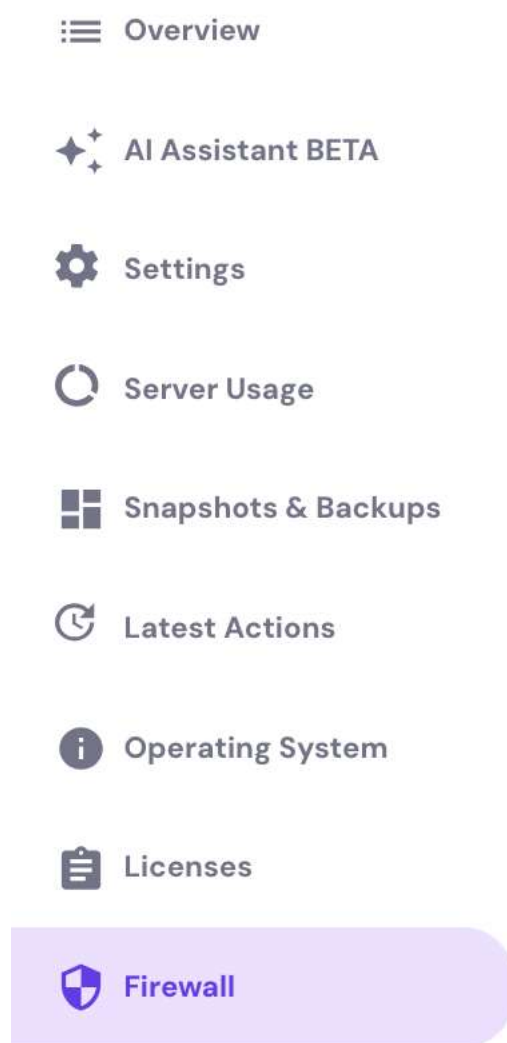 Overview
AI Assistant BETA
Settings
Server Usage
Snapshots & Backups
Latest Actions
Operating System
Licenses
Firewall